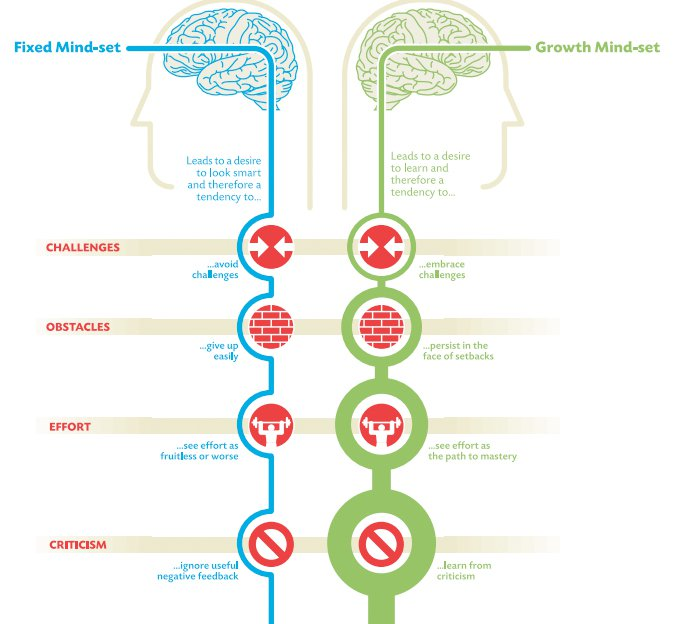 Fixed Mind-set
Growth Mind-set
Leads to a desire
to look smart
and therefore a
tendency to...
Leads to a desire
to learn and
therefore a
tendency to...
CHALLENGES
...avoid
challenges
...embrace
challenges
OBSTACLES
...give up
easily
...persist in the
face of setbacks
EFFORT
...see effort as
fruitless or worse
...see effort as
the path to mastery
CRITICISM
...ignore useful
negative feedback
...learn from
criticism